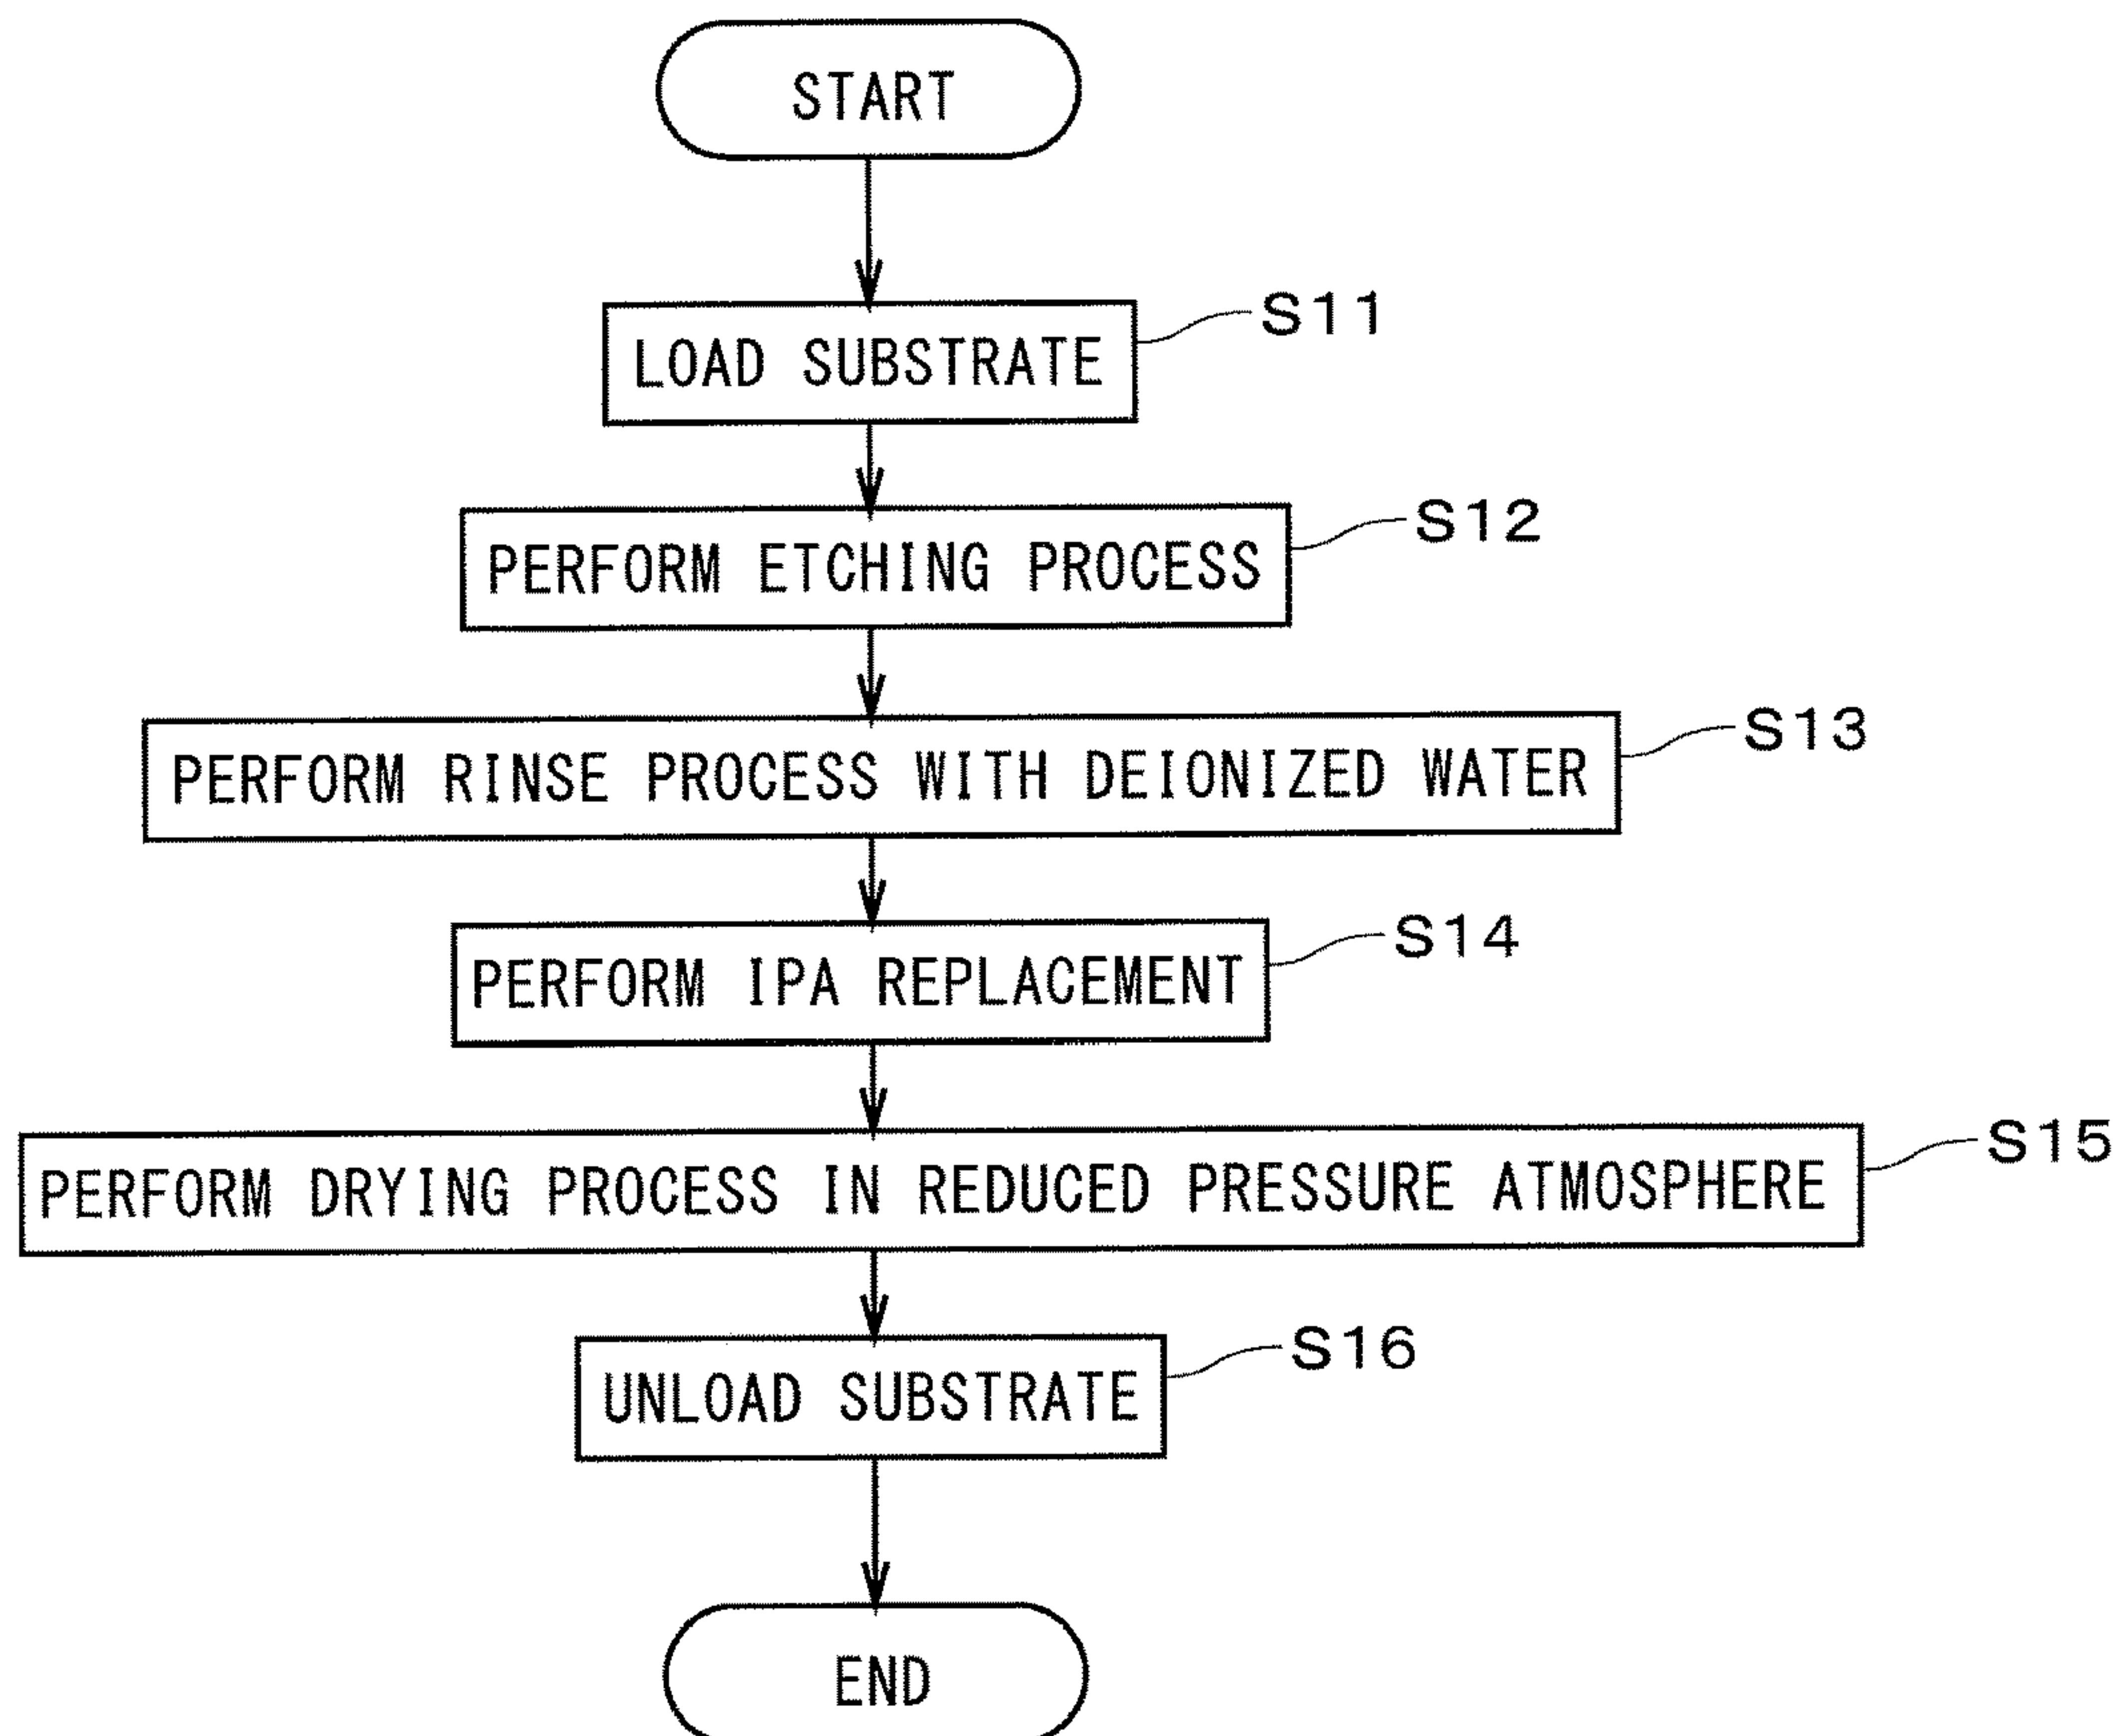 START
LOAD SUBSTRATE
S11
PERFORM ETCHING PROCESS
S12
PERFORM RINSE PROCESS WITH DEIONIZED WATER
S13
PERFORM IPA REPLACEMENT
S14
PERFORM DRYING PROCESS IN REDUCED PRESSURE ATMOSPHERE
S15
UNLOAD SUBSTRATE
S16
END